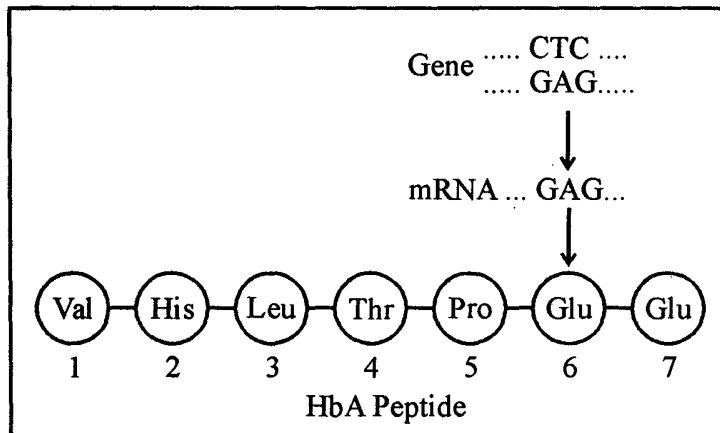 Gene ..... CTC ....
..... GAG.....
mRNA ... GAG...
Val His Leu Thr Pro Glu Glu
1 2 3 4 5 6 7
HbA Peptide